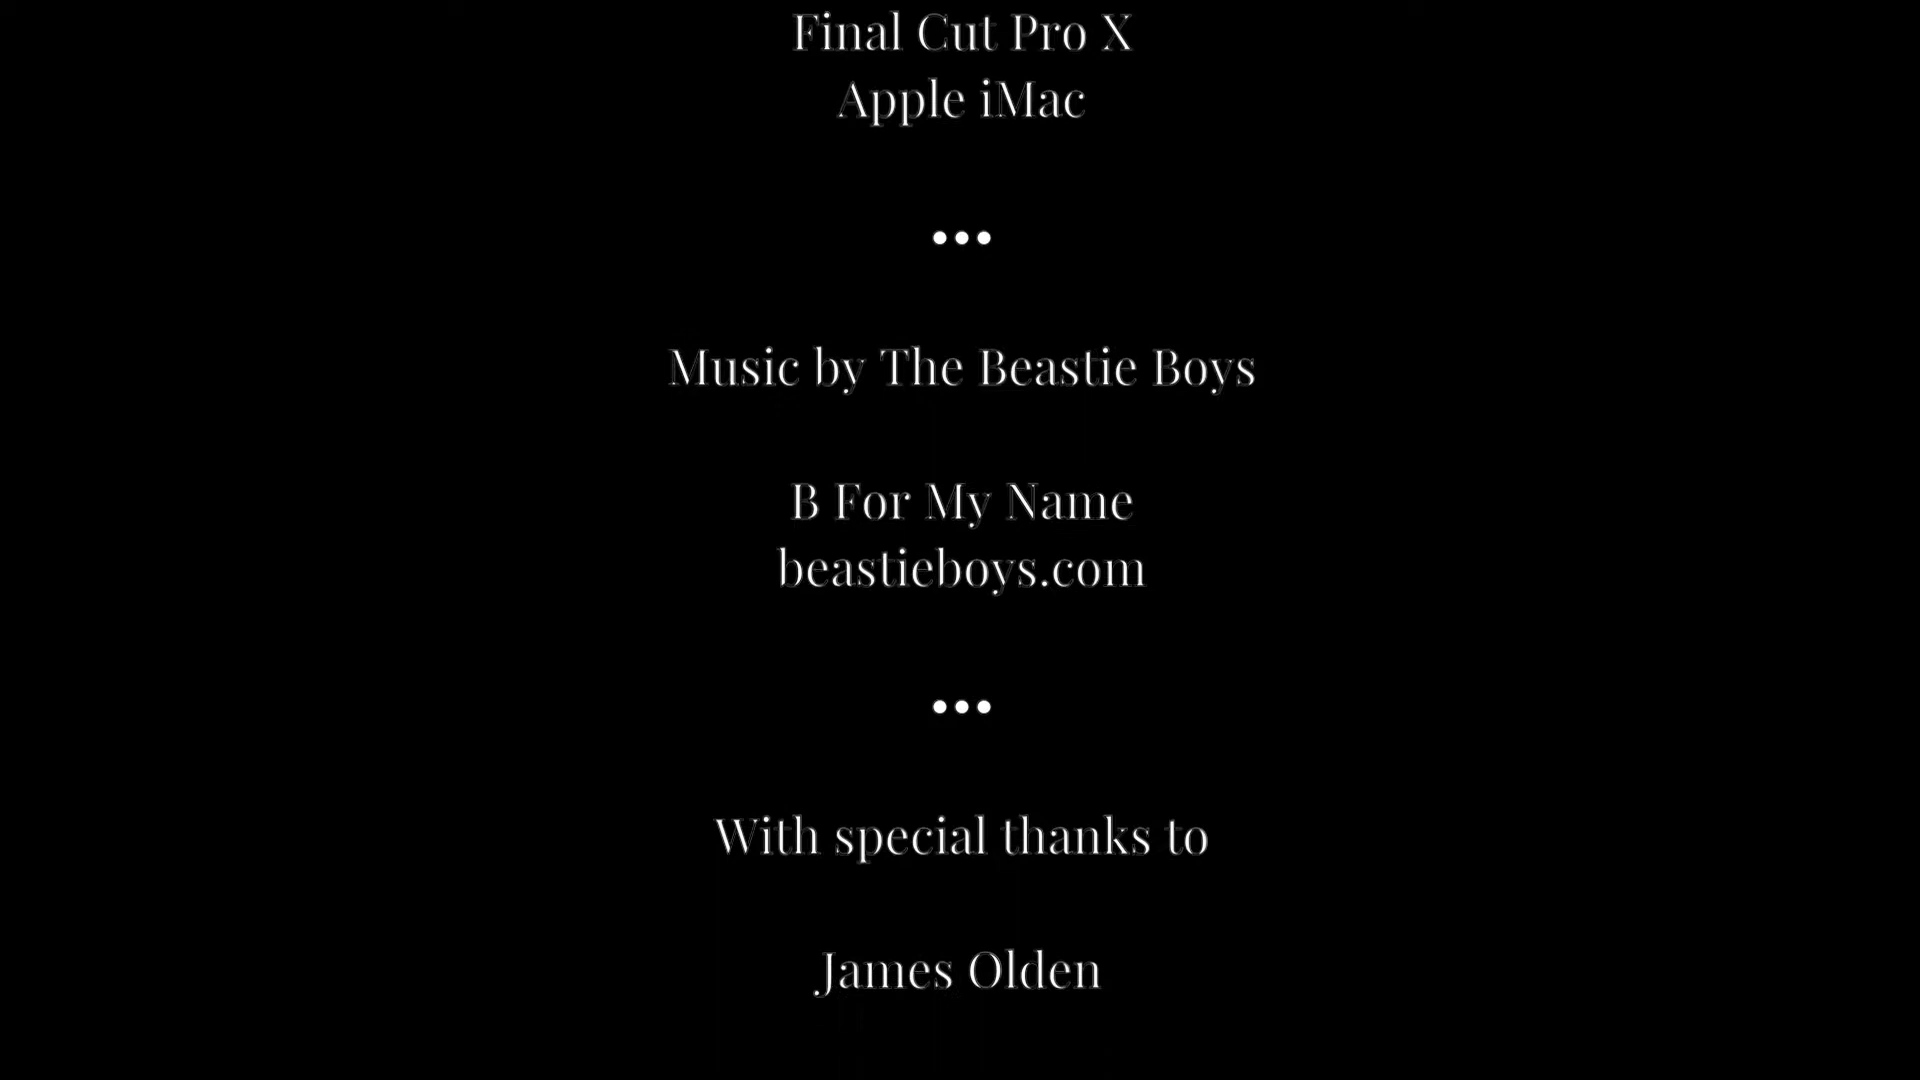 Final Cut Pro X
Apple iMac
•••
Music by The Beastie Boys
B For My Name
beastieboys.com
•••
With special thanks to
James Olden